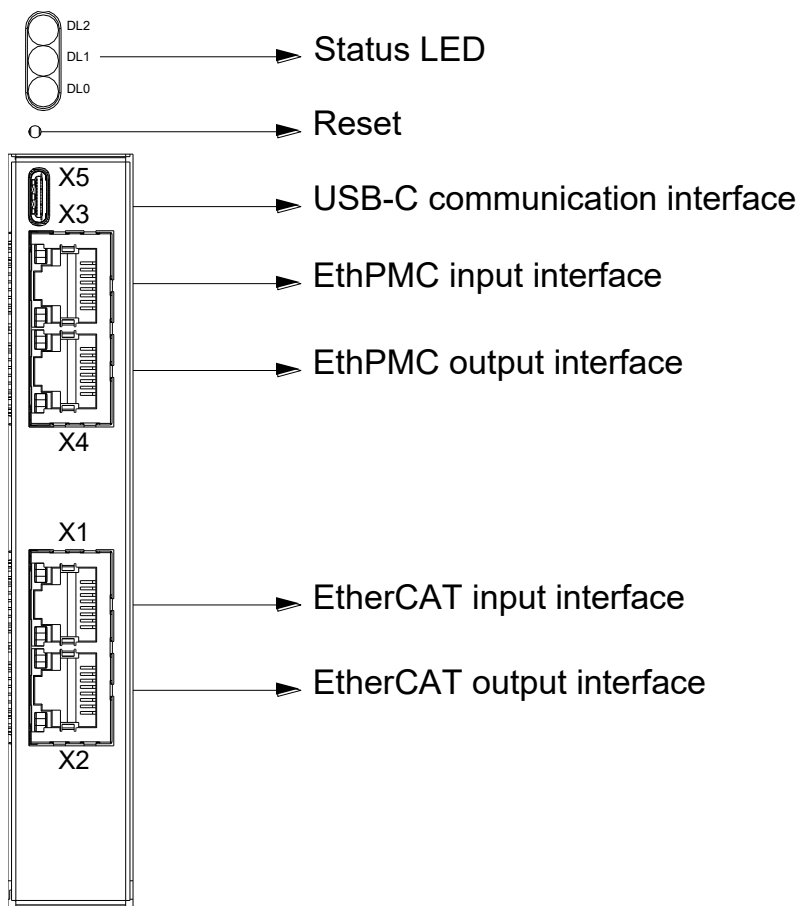 DL2
DL1
Status LED
DL0
Reset
X5
USB-C communication interface
X3
EthPMC input interface
EthPMC output interface
X4
X1
EtherCAT input interface
EtherCAT output interface
X2